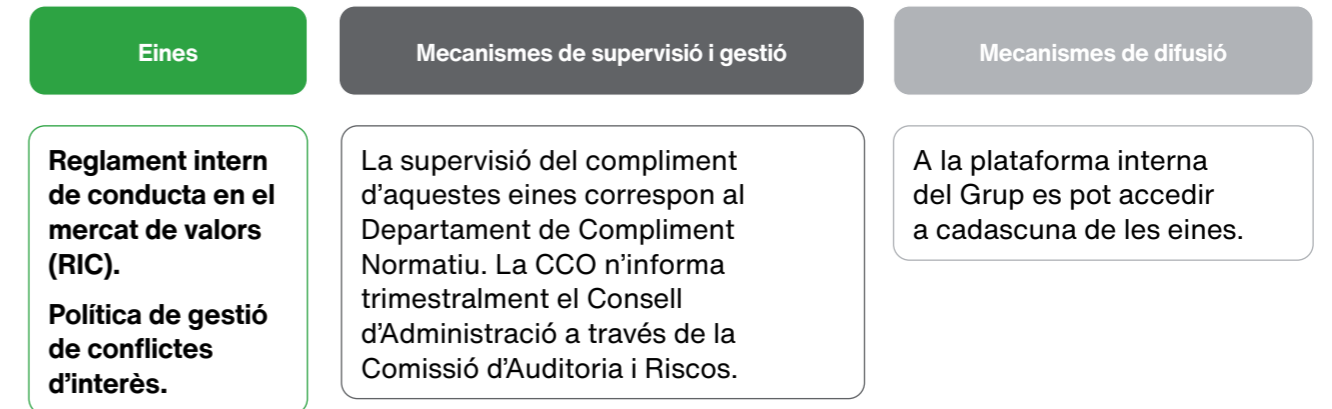 Eines
Mecanismes de supervisió i gestió
Mecanismes de difusió
Reglament intern
de conducta en el
mercat de valors
(RIC).
Política de gestió
de conflictes
d’interès.
La supervisió del compliment
d’aquestes eines correspon al
Departament de Compliment
Normatiu. La CCO n’informa
trimestralment el Consell
d’Administració a través de la
Comissió d’Auditoria i Riscos.
A la plataforma interna
del Grup es pot accedir
a cadascuna de les eines.